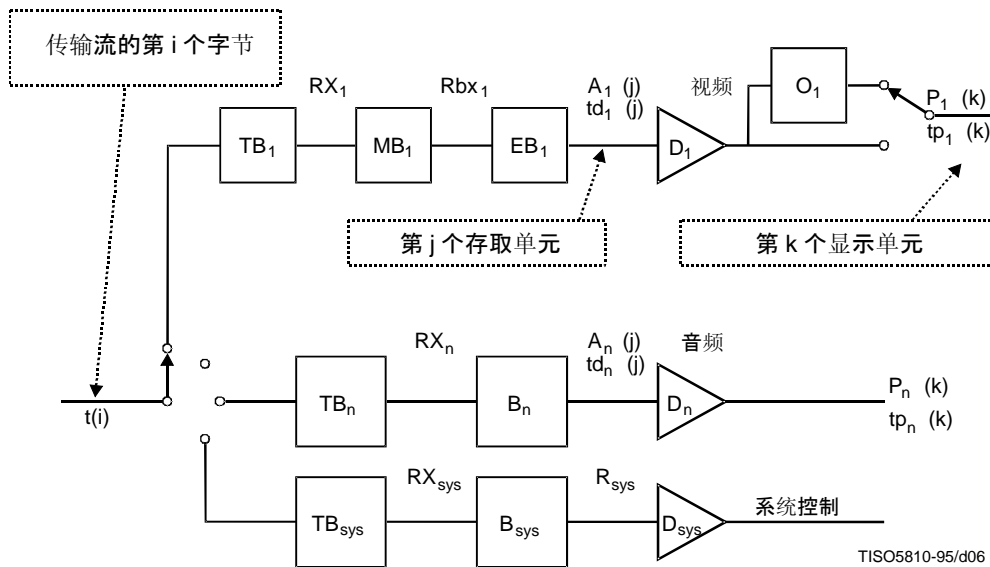 传输流的第 i 个字节
RX₁
Rbx₁
A₁ (j)
td₁ (j)
视频
O₁
P₁ (k)
tp₁ (k)
TB₁
MB₁
EB₁
D₁
第 j 个存取单元
第 k 个显示单元
RXₙ
Aₙ (j)
tdₙ (j)
音频
t(i)
TBₙ
Bₙ
Dₙ
Pₙ (k)
tpₙ (k)
RXsys
Rsys
系统控制
TBsys
Bsys
Dsys
TISO5810-95/d06